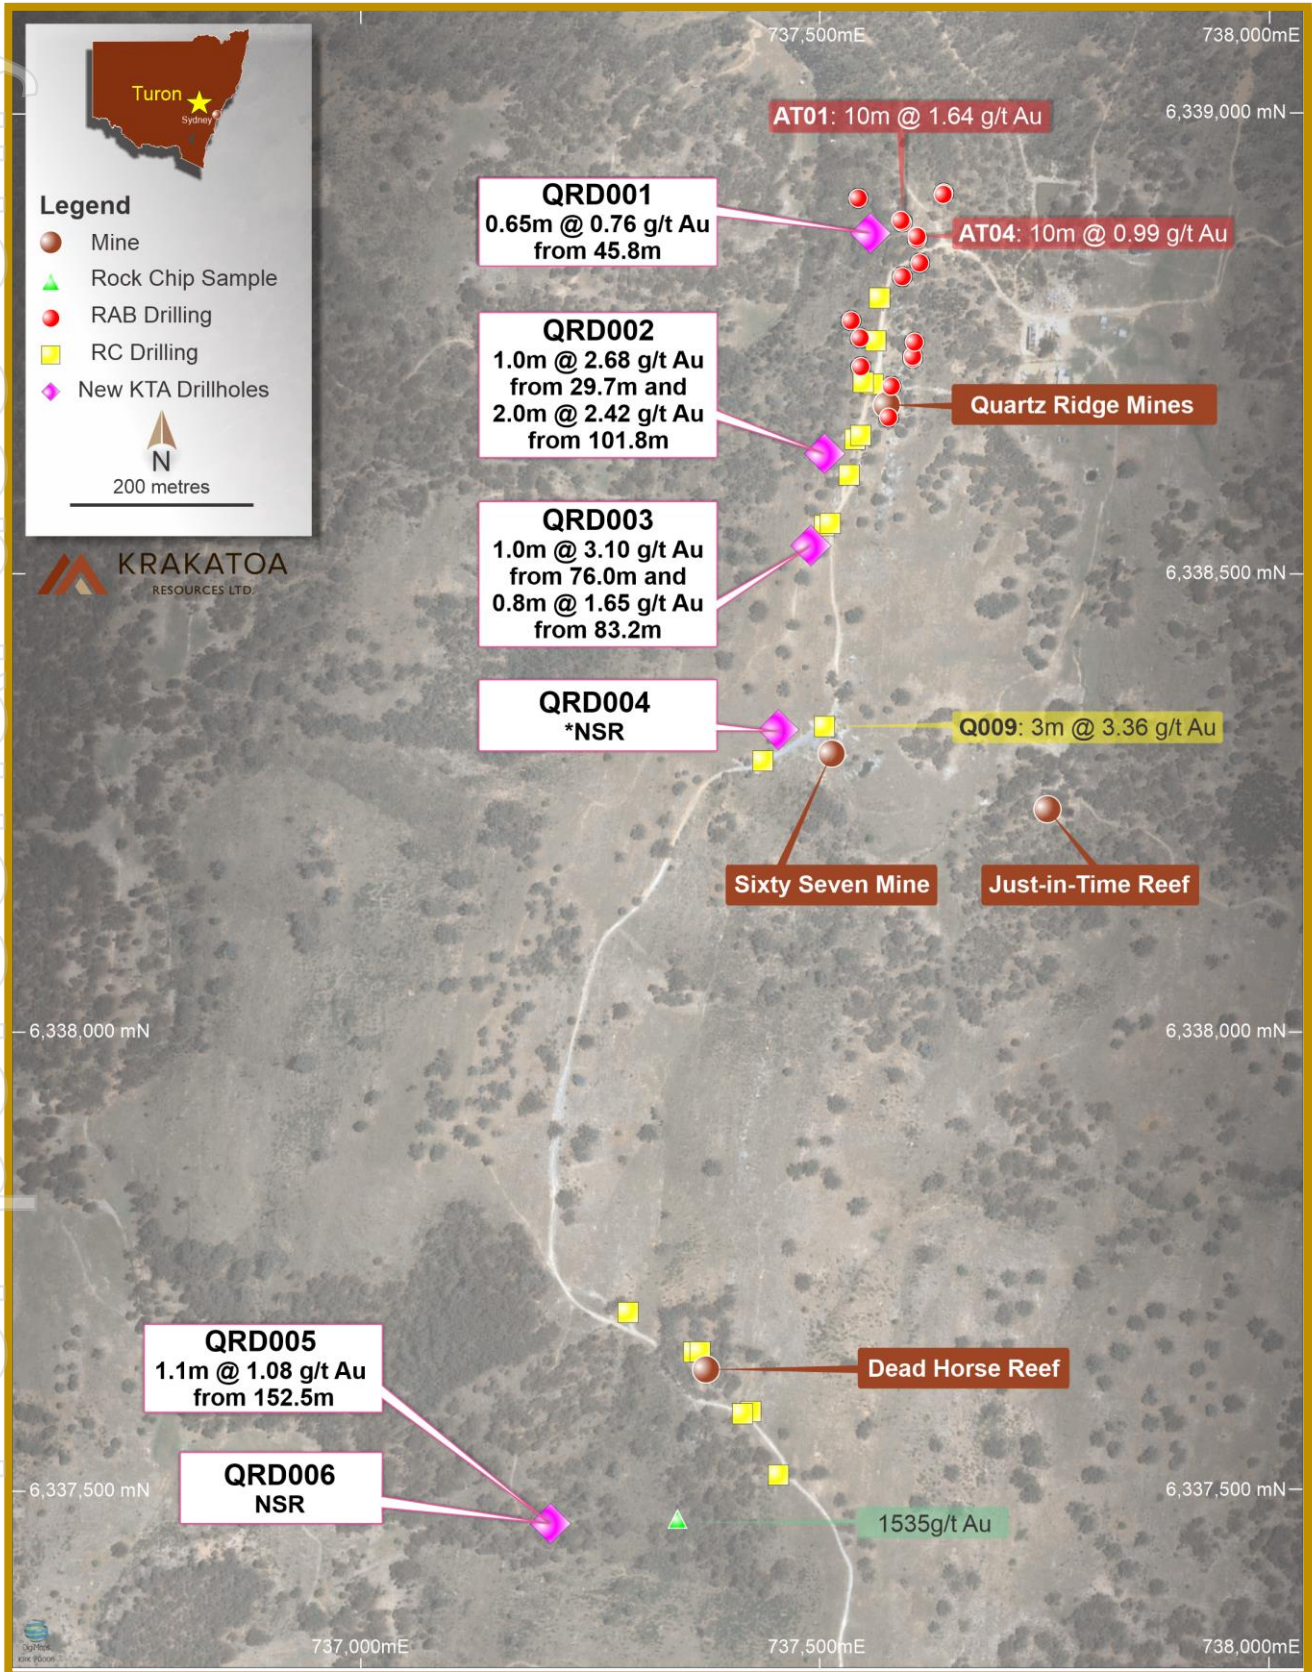 737,500mE
738,000mE
Turon
Sydney
6,339,000 mN
AT01: 10m @ 1.64 g/t Au
Legend
Mine
Rock Chip Sample
RAB Drilling
RC Drilling
New KTA Drillholes
N
200 metres
KRAKATOA
RESOURCES LTD.
QRD001
0.65m @ 0.76 g/t Au
from 45.8m
AT04: 10m @ 0.99 g/t Au
QRD002
1.0m @ 2.68 g/t Au
from 29.7m and
2.0m @ 2.42 g/t Au
from 101.8m
Quartz Ridge Mines
QRD003
1.0m @ 3.10 g/t Au
from 76.0m and
0.8m @ 1.65 g/t Au
from 83.2m
6,338,500 mN
QRD004
*NSR
Q009: 3m @ 3.36 g/t Au
Sixty Seven Mine
Just-in-Time Reef
6,338,000 mN
6,338,000 mN
QRD005
1.1m @ 1.08 g/t Au
from 152.5m
Dead Horse Reef
QRD006
NSR
6,337,500 mN
6,337,500 mN
1535g/t Au
DigiMaps
737,000mE
737,500mE
738,000mE